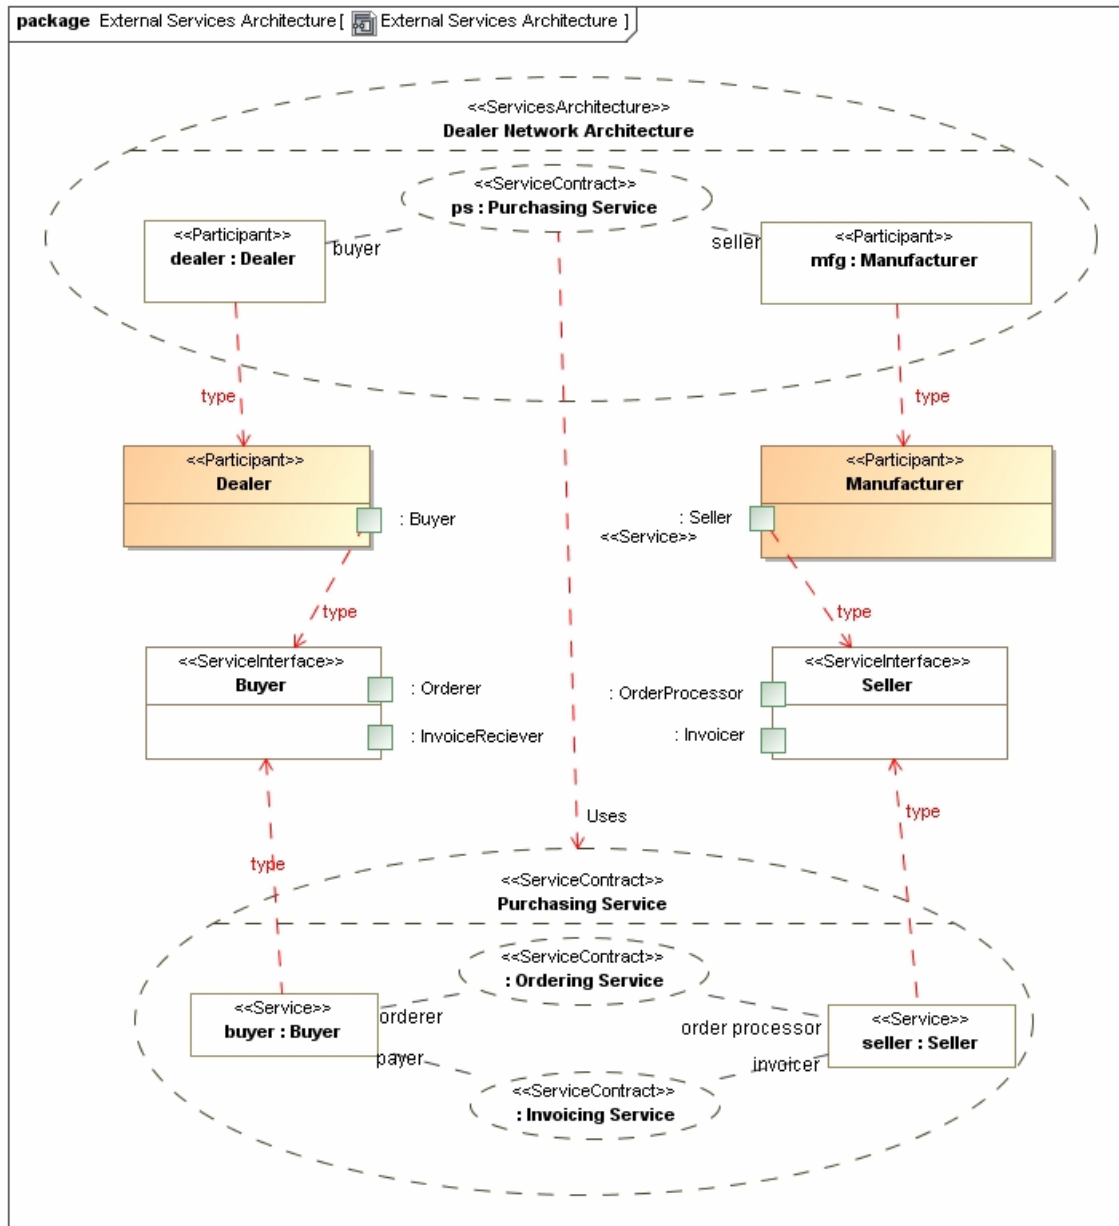 package External Services Architecture [ External Services Architecture ]
<<ServicesArchitecture>>
Dealer Network Architecture
<<ServiceContract>>
ps : Purchasing Service
<<Participant>>
dealer : Dealer
buyer
seller
<<Participant>>
mfg : Manufacturer
type
type
<<Participant>>
Dealer
: Buyer
<<Participant>>
Manufacturer
: Seller
<<Service>>
type
type
<<ServiceInterface>>
Buyer
: Orderer
: InvoiceReciever
<<ServiceInterface>>
Seller
: OrderProcessor
: Invoicer
Uses
type
type
<<ServiceContract>>
Purchasing Service
<<ServiceContract>>
: Ordering Service
<<Service>>
buyer : Buyer
orderer
payer
order processor
invoicer
<<Service>>
seller : Seller
<<ServiceContract>>
: Invoicing Service